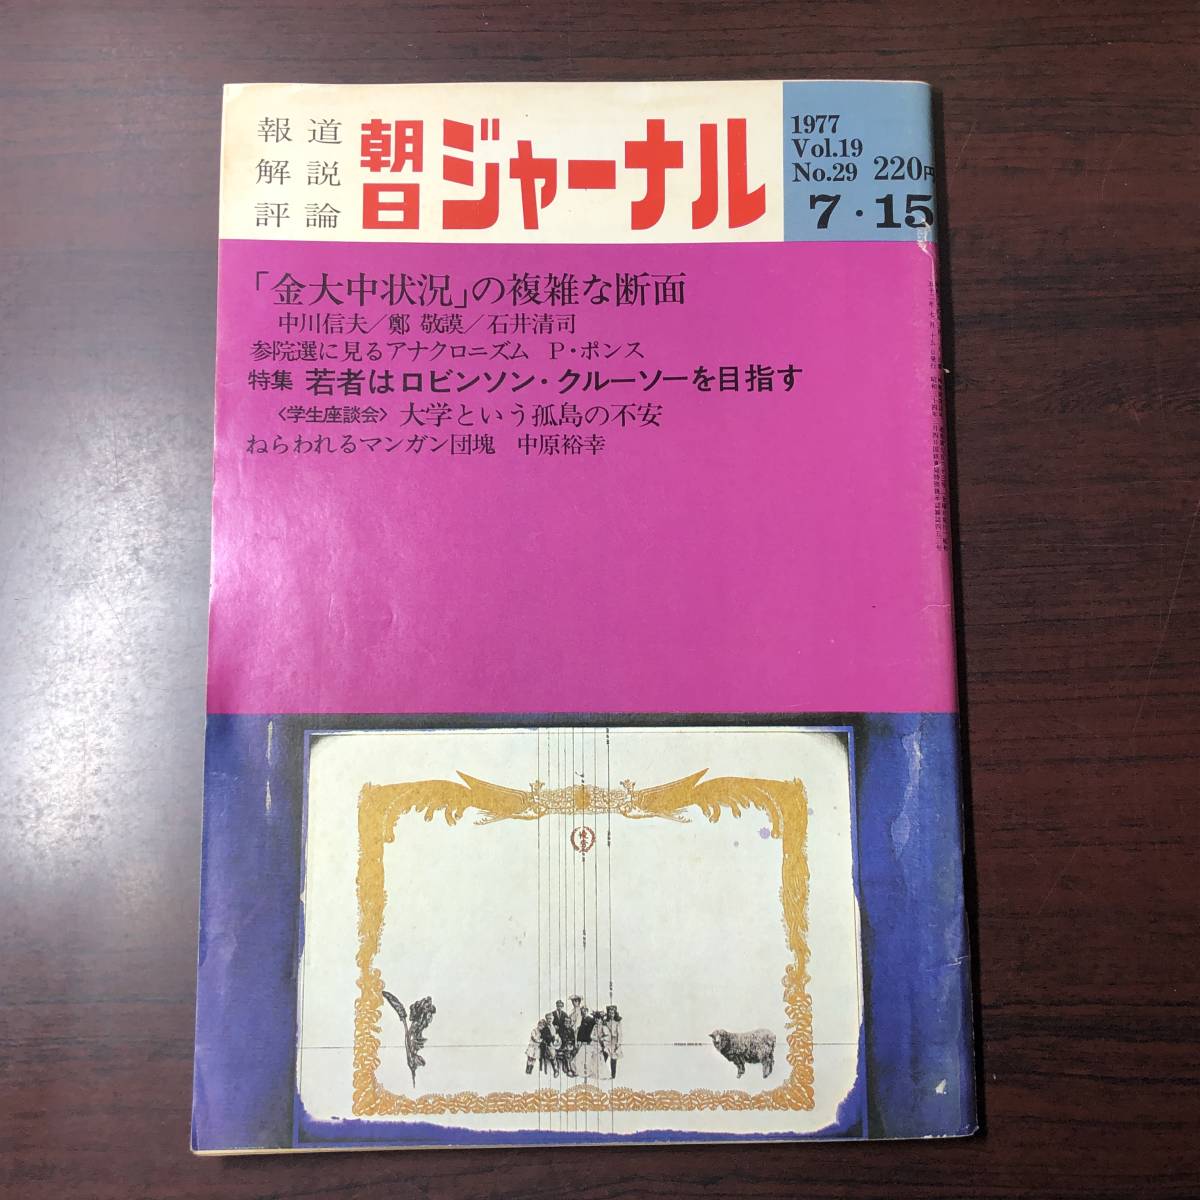 報道
解説
評論
朝日ジャーナル
1977
Vol.19
No.29 220円
7・15
「金大中状況」の複雑な断面
中川信夫／鄭 敬謨／石井清司
参院選に見るアナクロニズム P・ポンス
特集 若者はロビンソン・クルーソーを目指す
〈学生座談会〉 大学という孤島の不安
ねらわれるマンガン団塊 中原裕幸